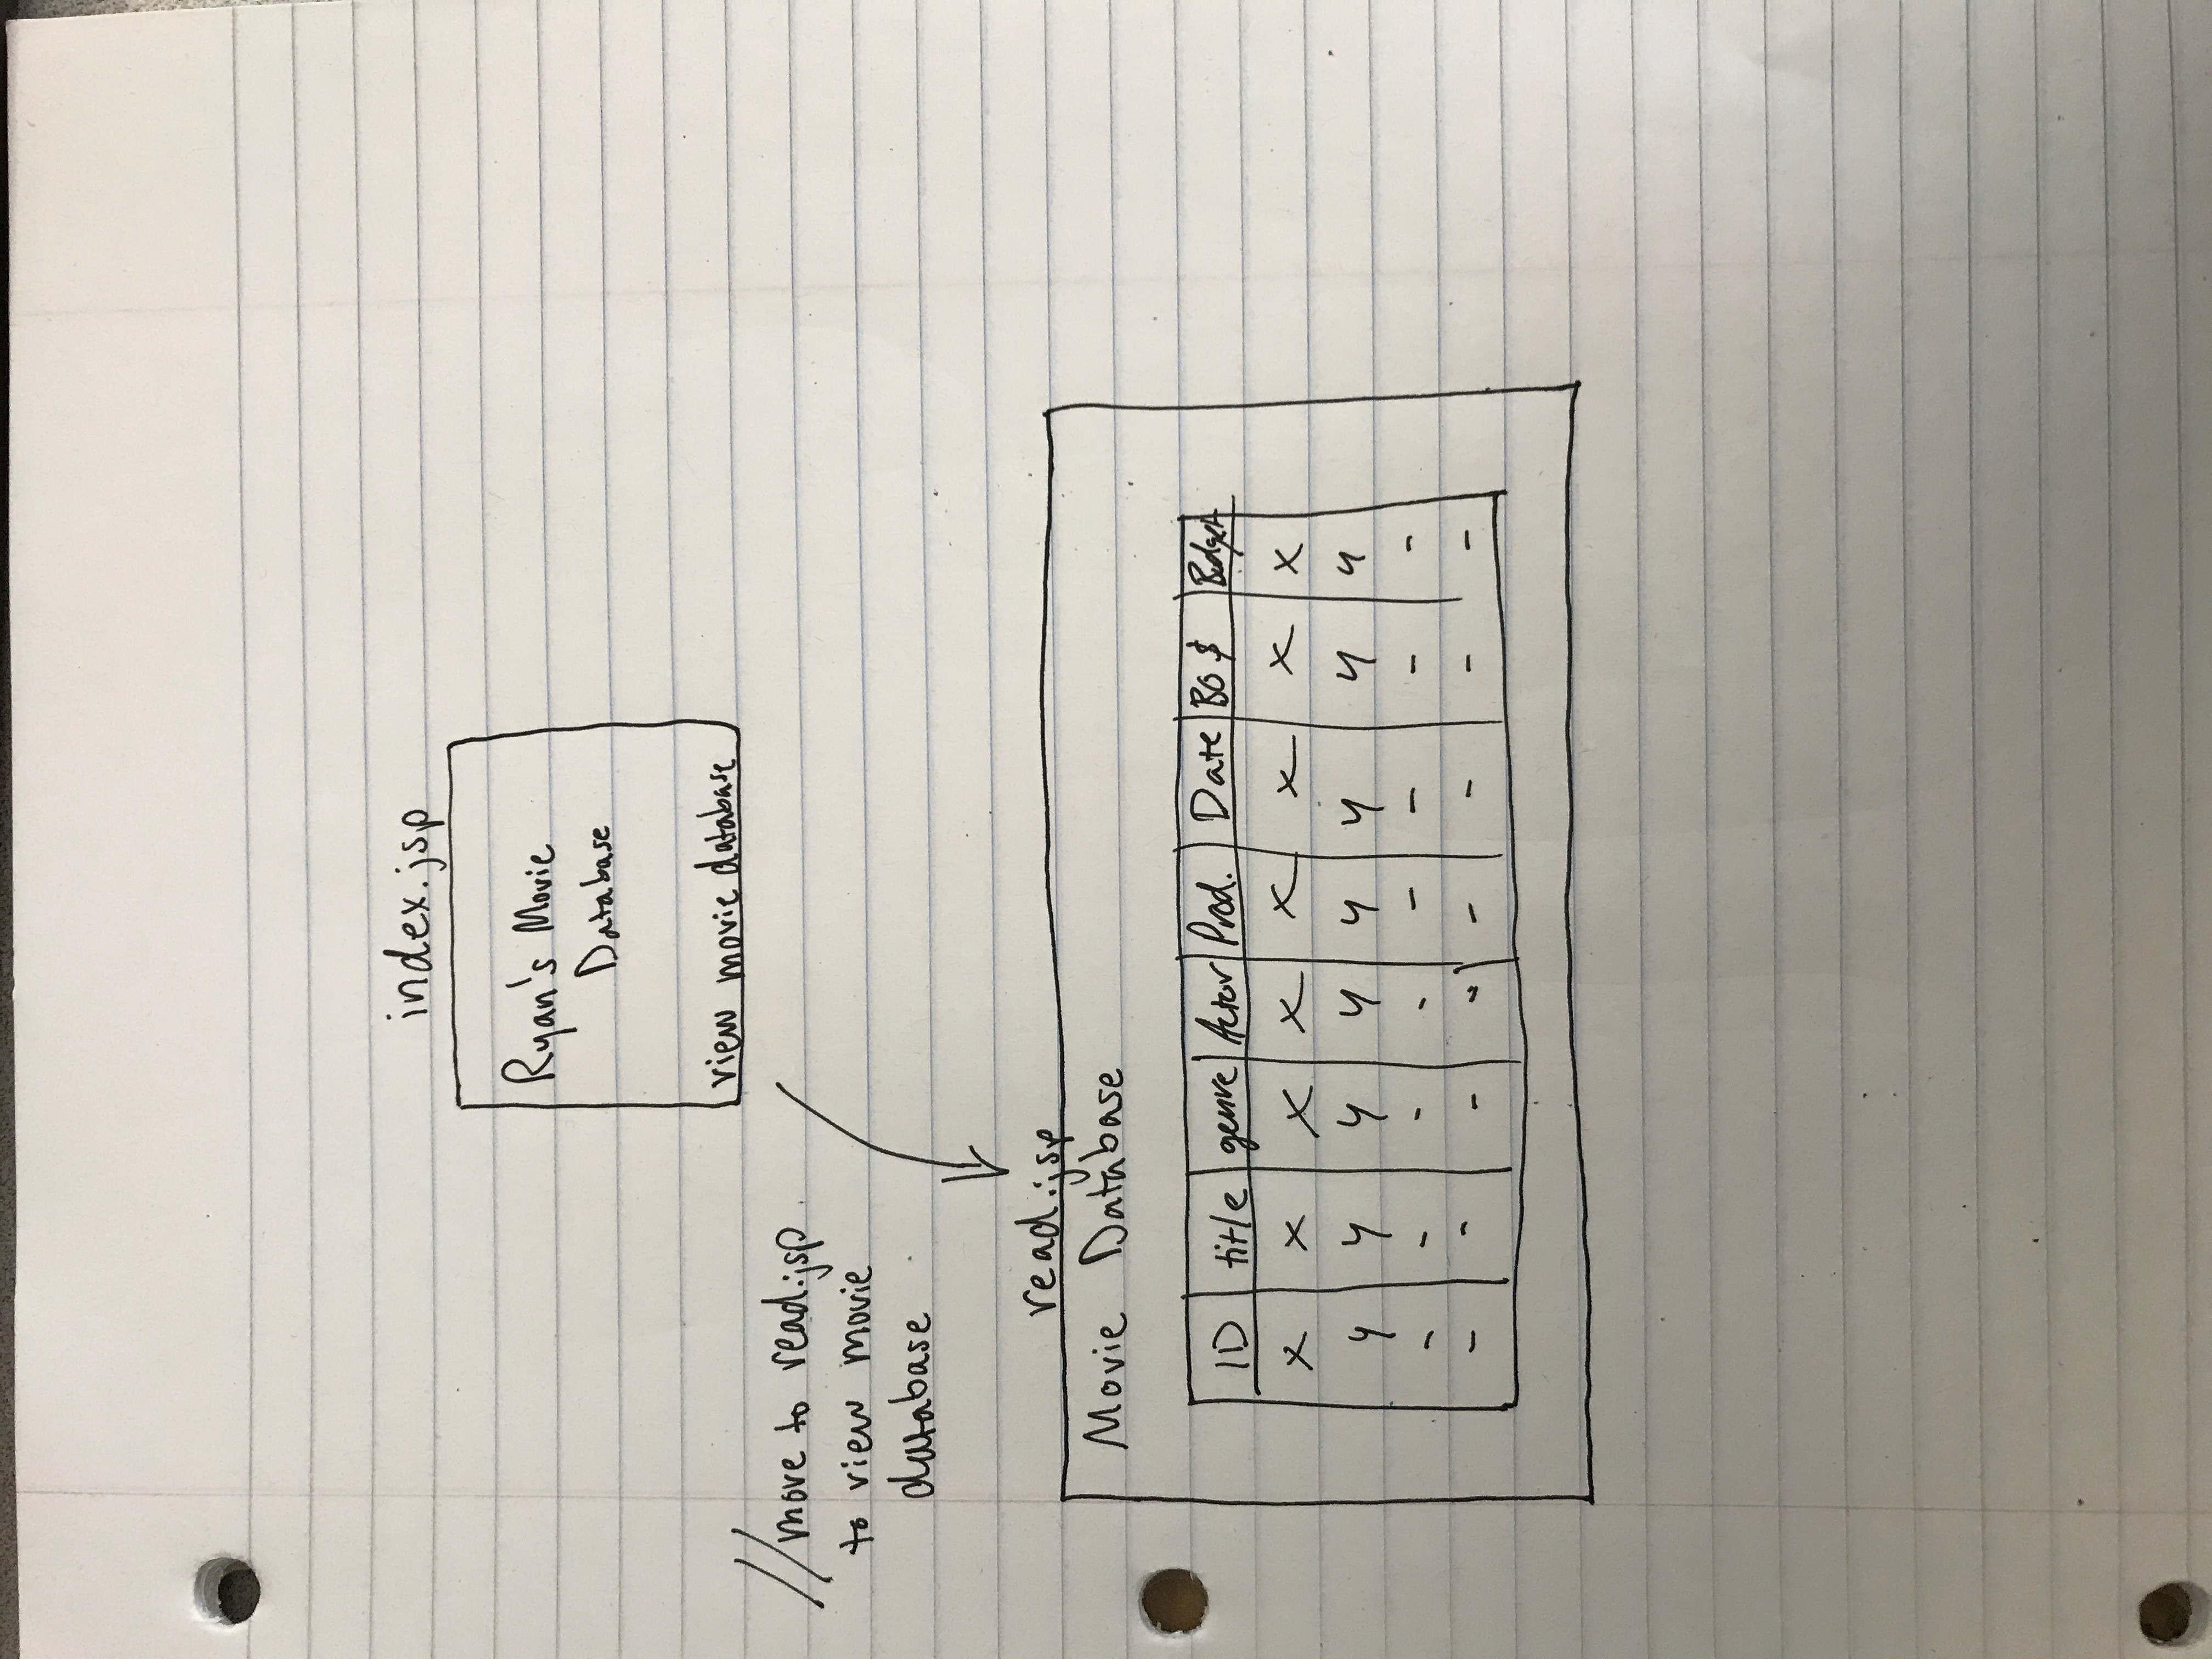 index.jsp
Ryan's Movie
Database
view movie database
//move to read.jsp
to view movie
database
read.jsp
Movie Database
ID title genre Actor Prod. Date BO $ Budget
x x x x x x x x
y y y y y y y y
- - - - - - - -
- - - - - - - -